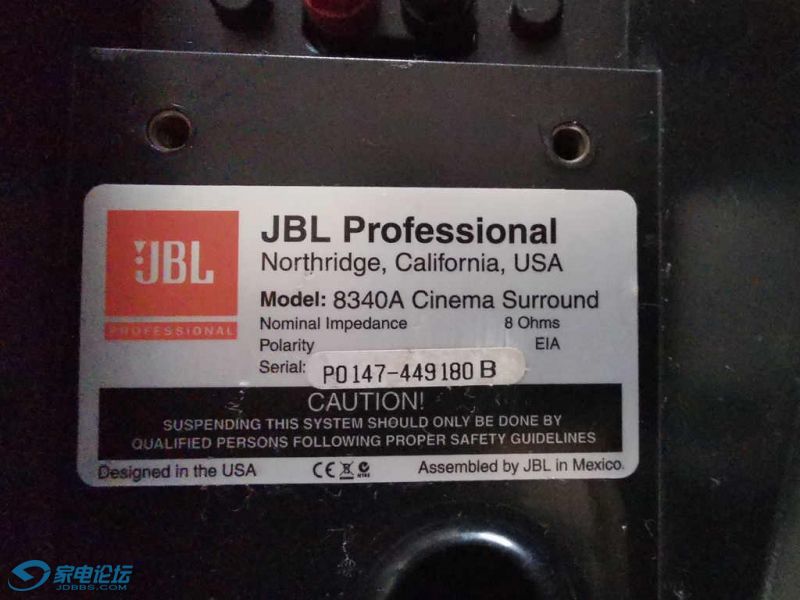 JBL
PROFESSIONAL
JBL Professional
Northridge, California, USA
Model: 8340A Cinema Surround
Nominal Impedance 8 Ohms
Polarity EIA
Serial: P0147-449180 B
CAUTION!
SUSPENDING THIS SYSTEM SHOULD ONLY BE DONE BY
QUALIFIED PERSONS FOLLOWING PROPER SAFETY GUIDELINES
Designed in the USA CE Assembled by JBL in Mexico.
家电论坛
JDBBS.COM